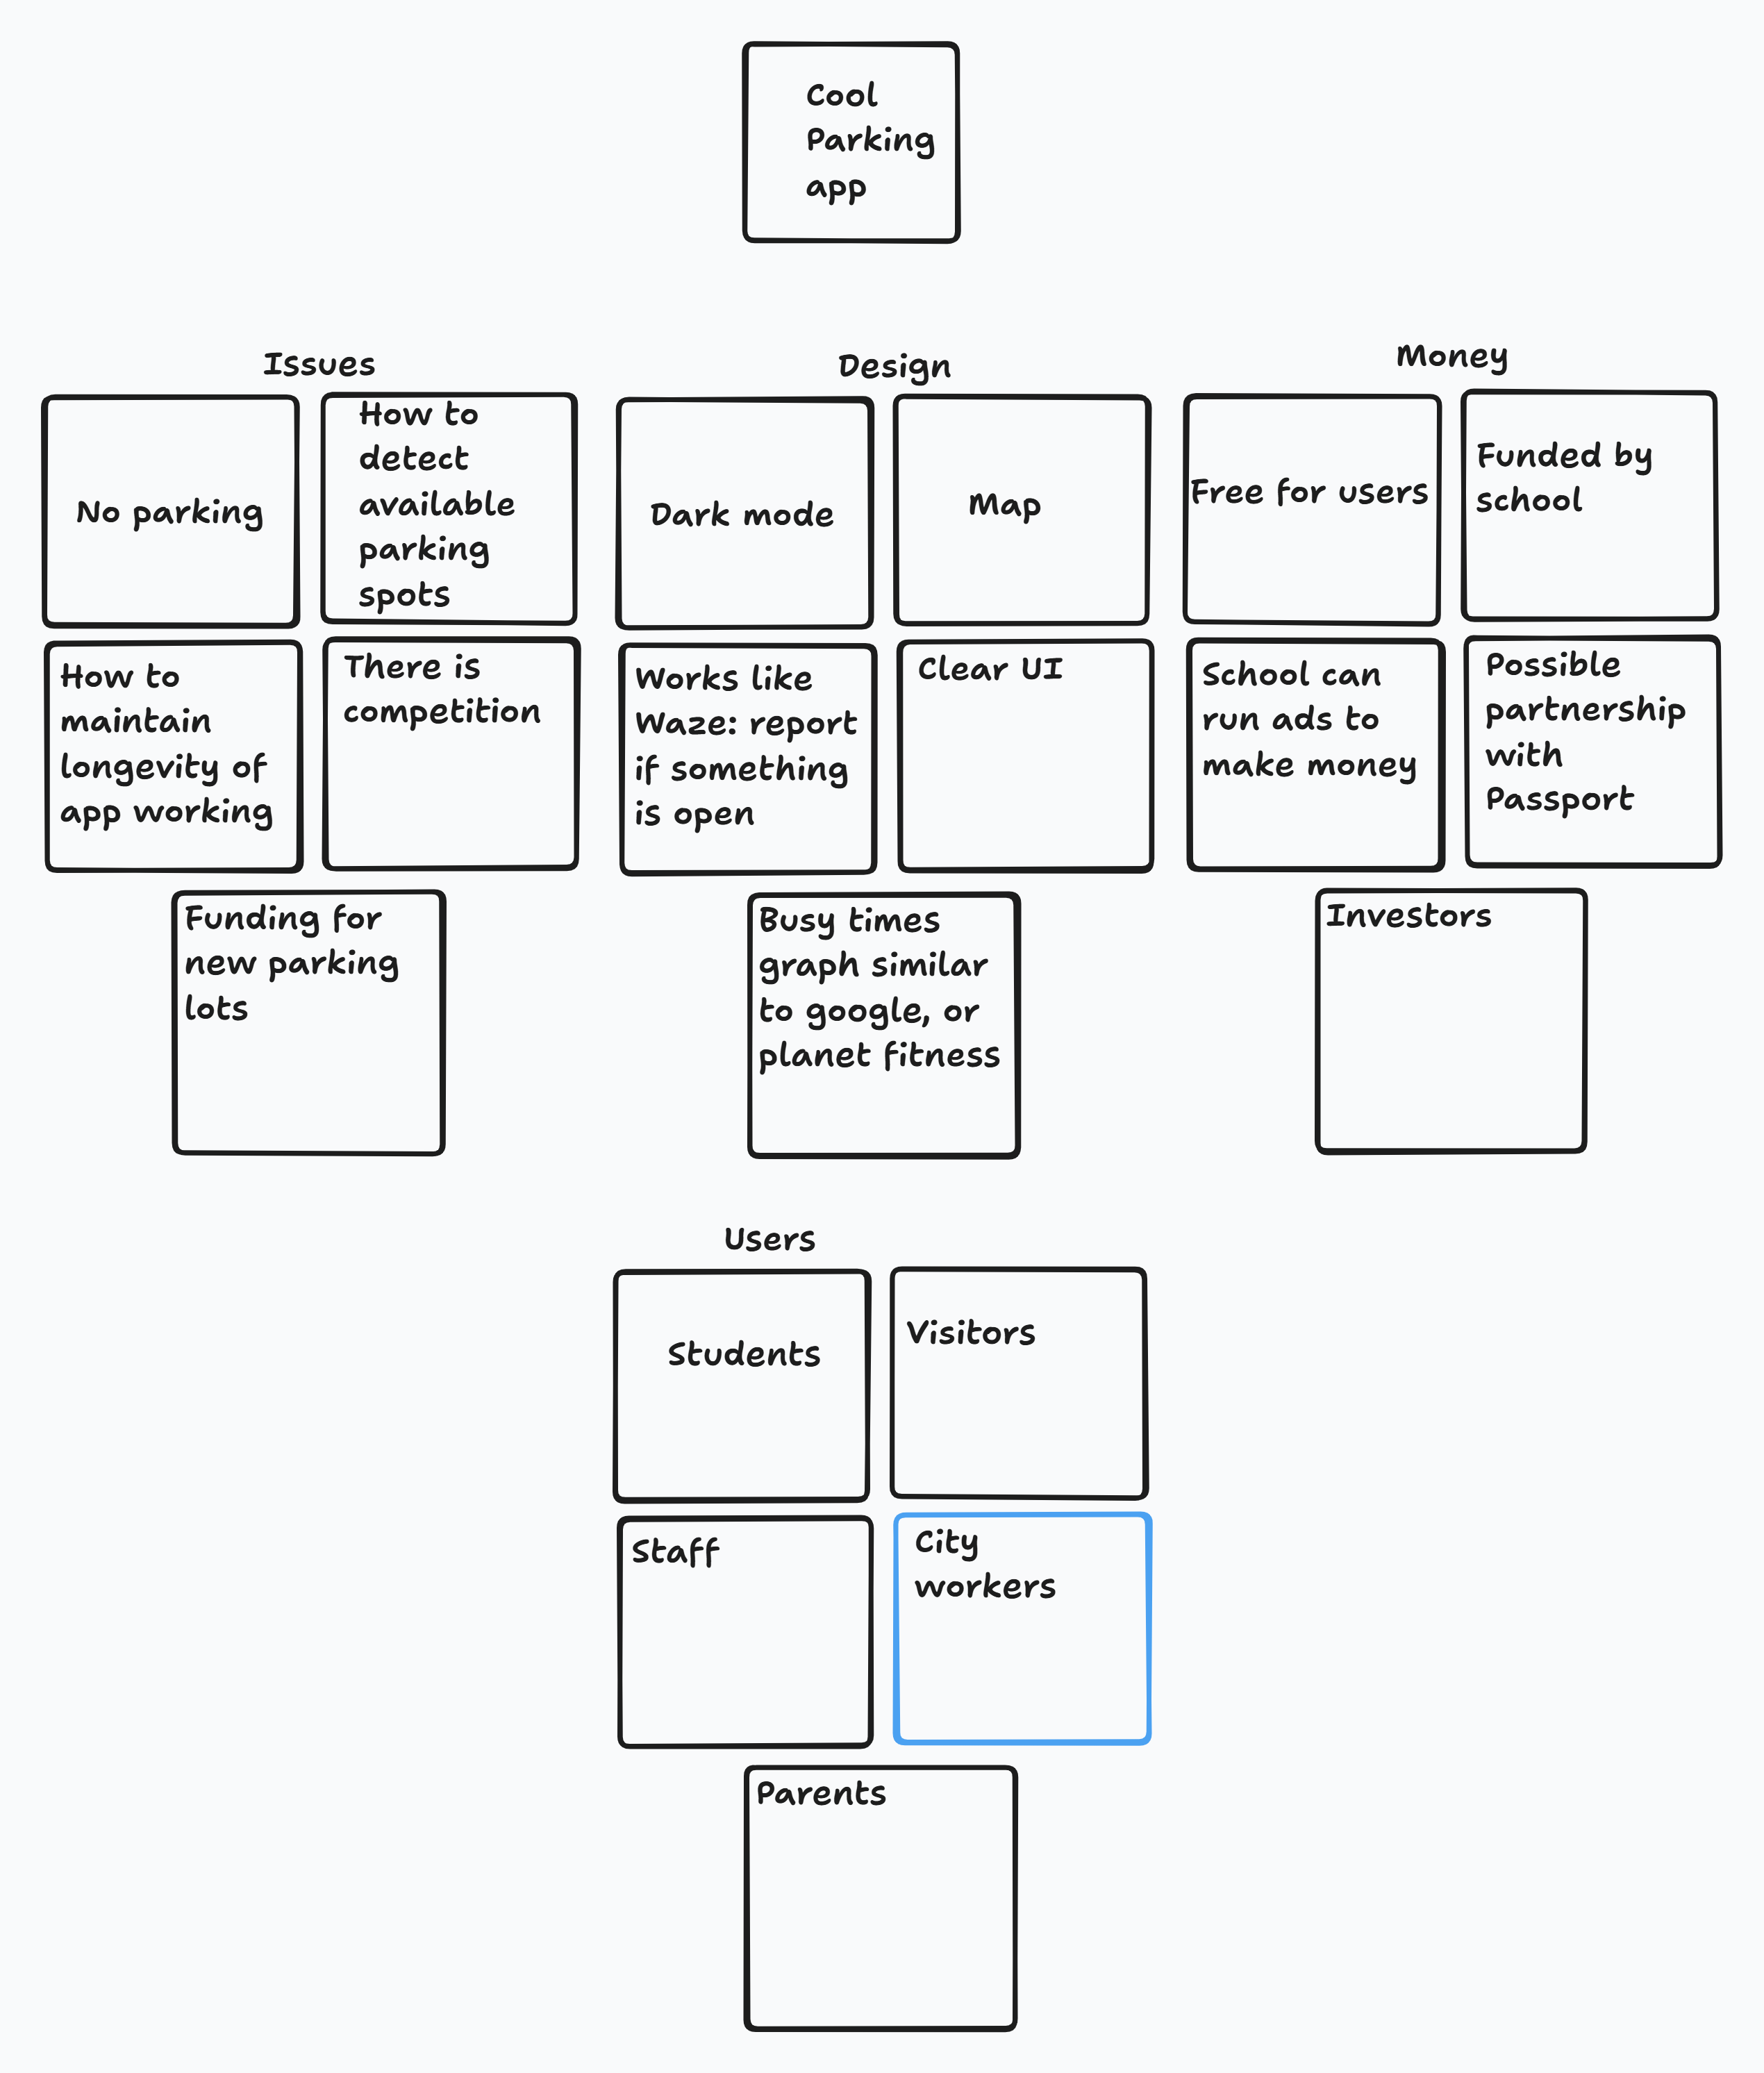 Cool
Parking
app
Issues
No parking
How to
detect
available
parking
spots
How to
maintain
longevity of
app working
There is
competition
Funding for
new parking
lots
Design
Dark mode
Map
Works like
Waze: report
if something
is open
Clear UI
Busy times
graph similar
to google, or
planet fitness
Money
Free for users
Funded by
school
School can
run ads to
make money
Possible
partnership
with
Passport
Investors
Users
Students
Visitors
Staff
City
workers
Parents